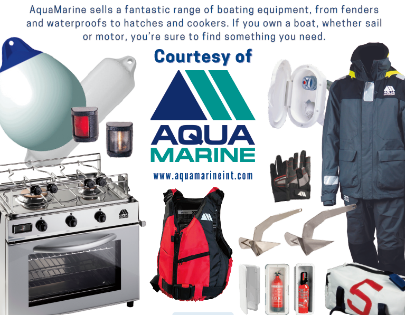 AquaMarine sells a fantastic range of boating equipment, from fenders
and waterproofs to hatches and cookers. If you own a boat, whether sail
or motor, you're sure to find something you need.
Courtesy of
AQUA
MARINE
www.aquamarineint.com
S